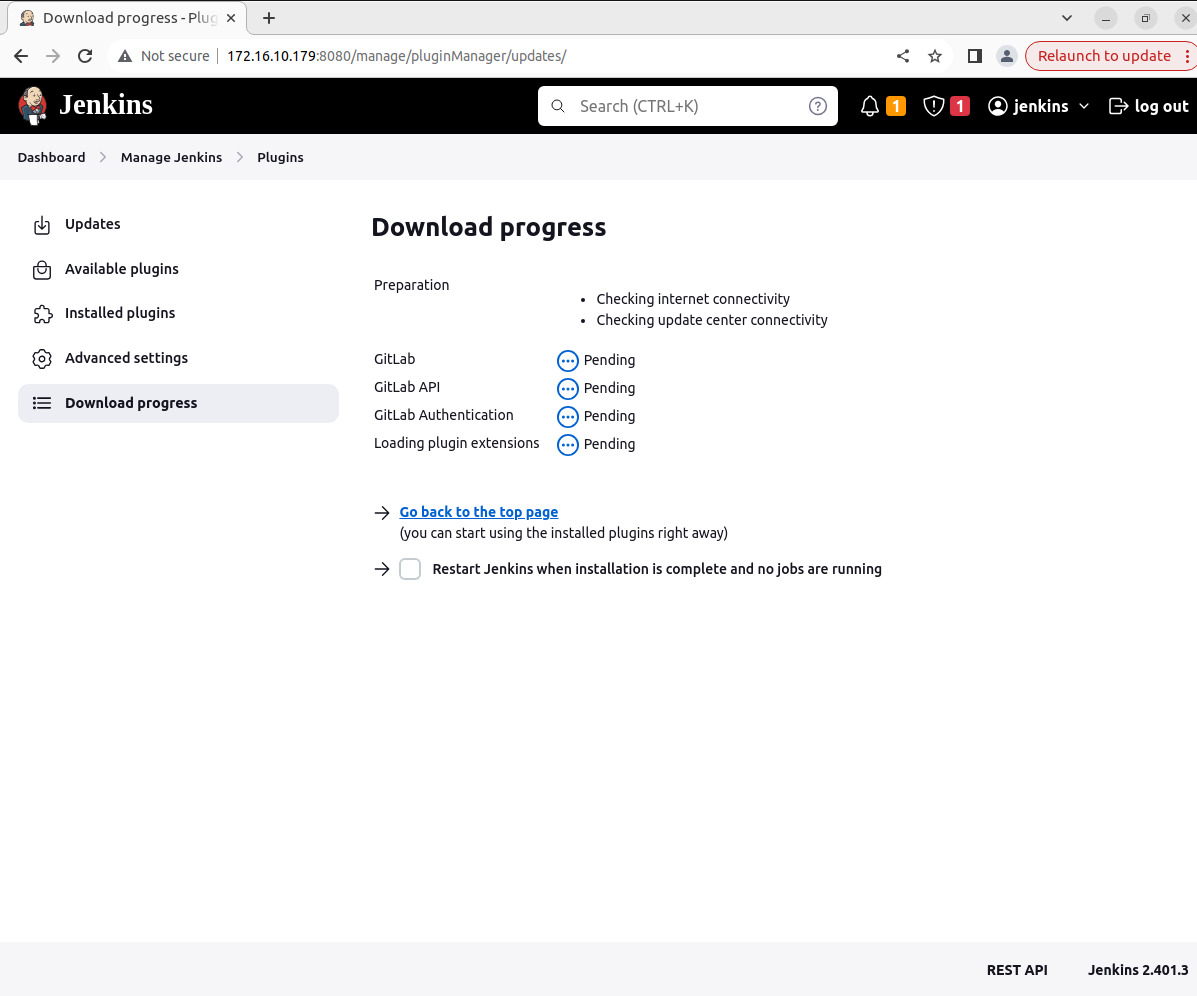 Download progress - Plug
Not secure 172.16.10.179:8080/manage/pluginManager/updates/ Relaunch to update
Jenkins Search (CTRL+K) 1 1 jenkins log out
Dashboard Manage Jenkins Plugins
Updates
Available plugins
Installed plugins
Advanced settings
Download progress
Download progress
Preparation
• Checking internet connectivity
• Checking update center connectivity
GitLab Pending
GitLab API Pending
GitLab Authentication Pending
Loading plugin extensions Pending
Go back to the top page
(you can start using the installed plugins right away)
Restart Jenkins when installation is complete and no jobs are running
REST API Jenkins 2.401.3